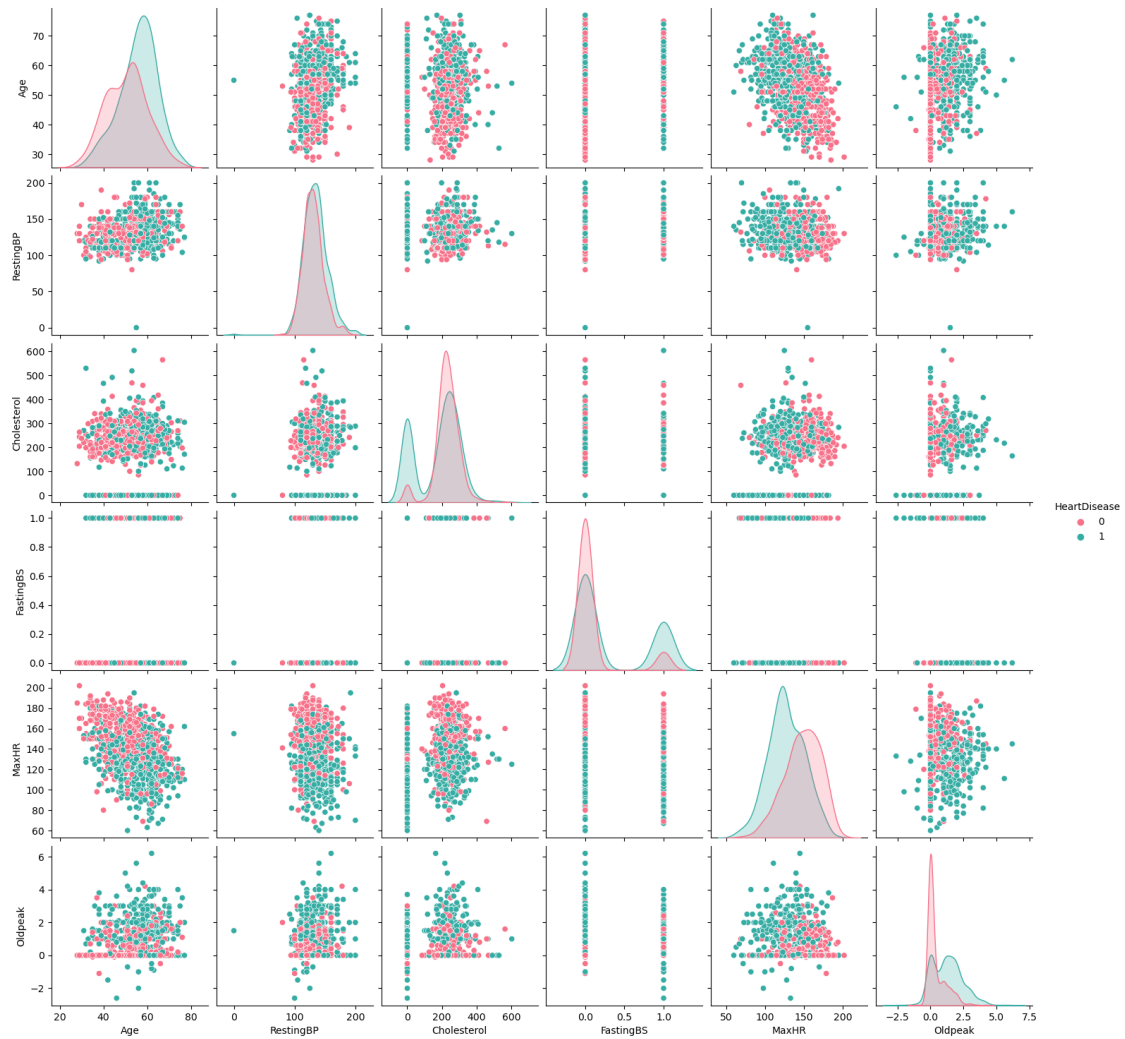 70
60
50
40
30
Age
200
150
100
50
0
RestingBP
600
500
400
300
200
100
0
Cholesterol
HeartDisease
0
1
1.0
0.8
0.6
0.4
0.2
0.0
FastingBS
200
180
160
140
120
100
80
60
MaxHR
6
4
2
0
−2
Oldpeak
20 40 60 80
Age
0 100 200
RestingBP
0 200 400 600
Cholesterol
0.0 0.5 1.0
FastingBS
50 100 150 200
MaxHR
−2.5 0.0 2.5 5.0 7.5
Oldpeak